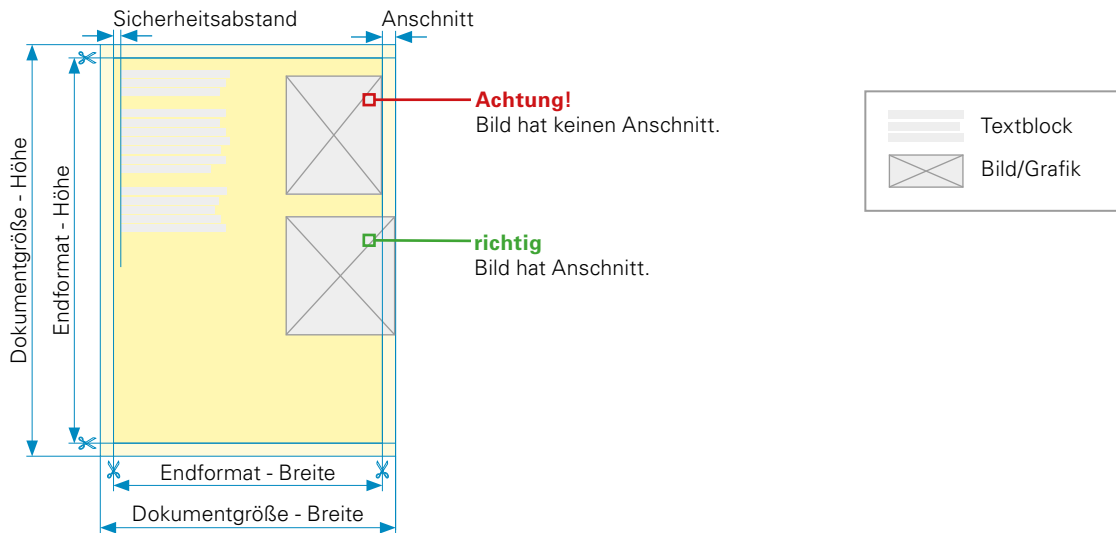 Sicherheitsabstand
Anschnitt
Dokumentgröße - Höhe
Endformat - Höhe
Achtung!
Bild hat keinen Anschnitt.
richtig
Bild hat Anschnitt.
Endformat - Breite
Dokumentgröße - Breite
Textblock
Bild/Grafik